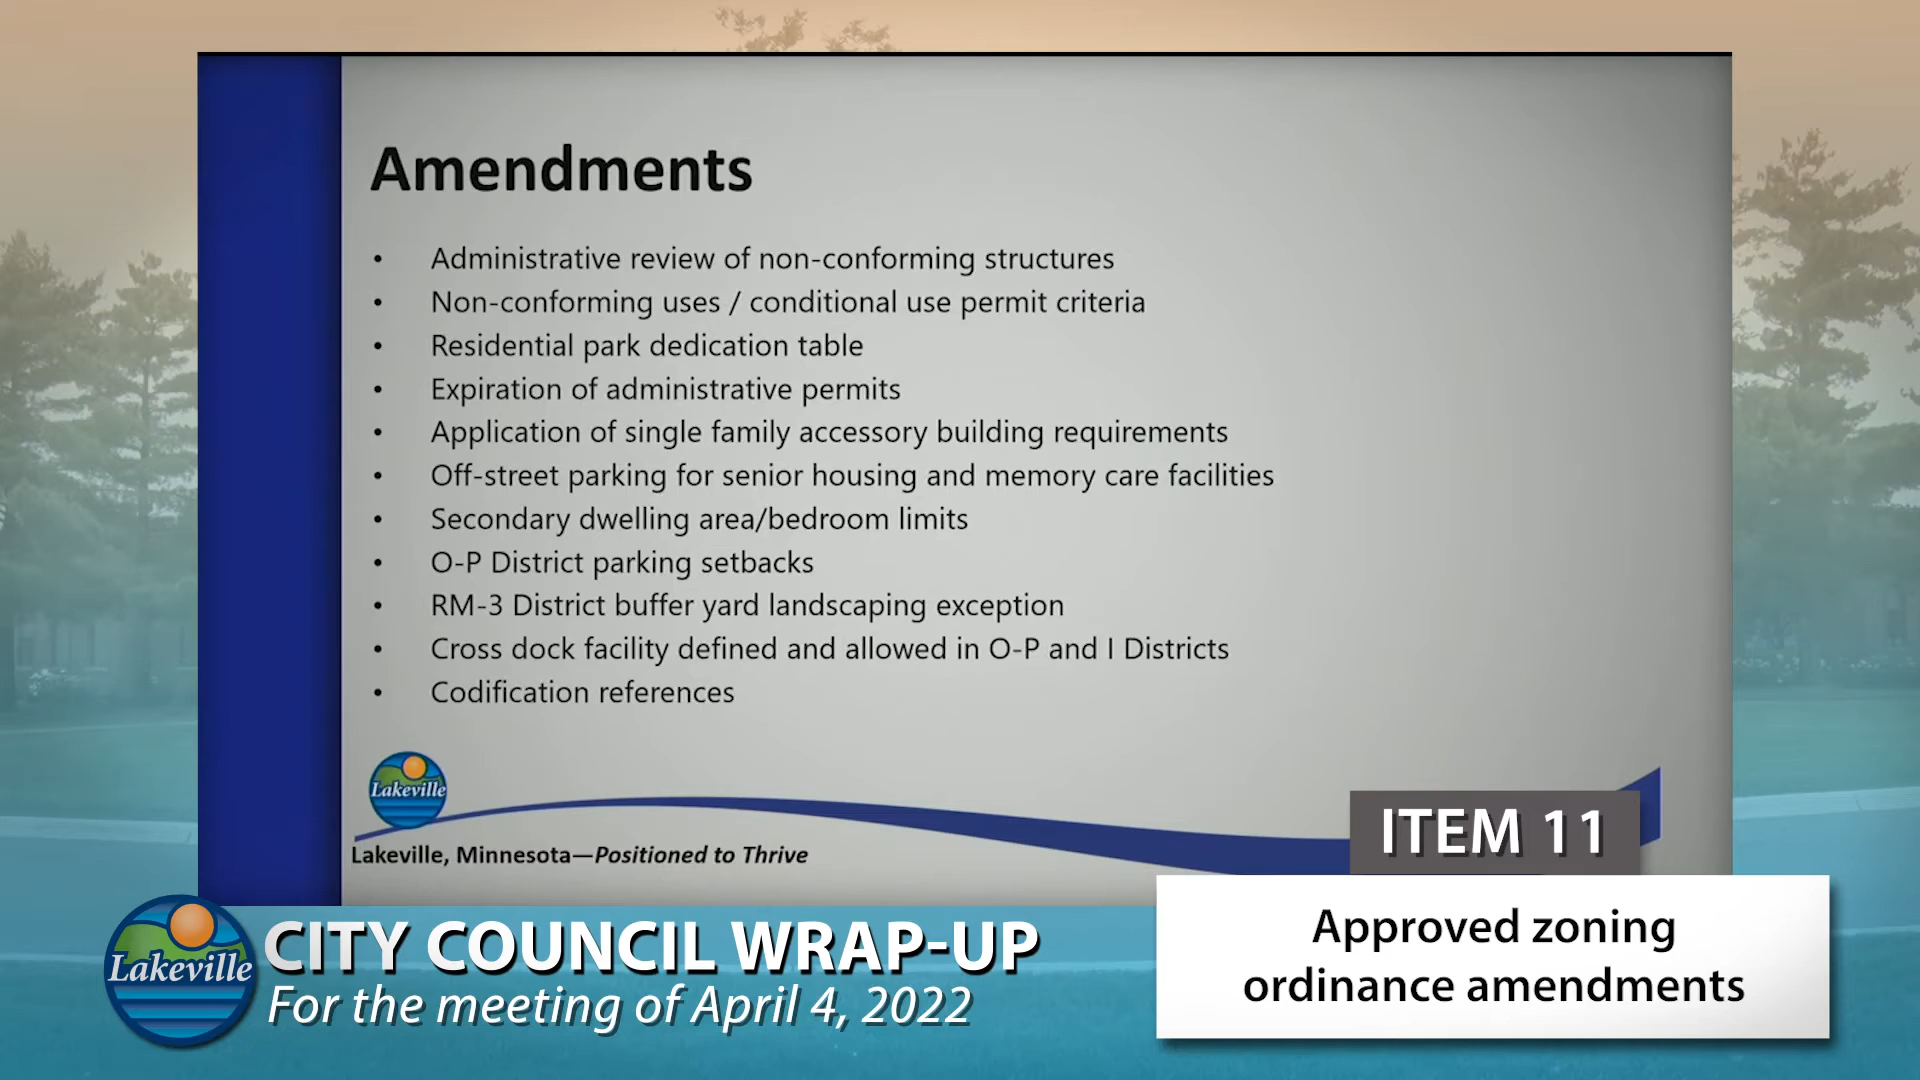 Amendments
• Administrative review of non-conforming structures
• Non-conforming uses / conditional use permit criteria
• Residential park dedication table
• Expiration of administrative permits
• Application of single family accessory building requirements
• Off-street parking for senior housing and memory care facilities
• Secondary dwelling area/bedroom limits
• O-P District parking setbacks
• RM-3 District buffer yard landscaping exception
• Cross dock facility defined and allowed in O-P and I Districts
• Codification references
Lakeville
Lakeville, Minnesota—Positioned to Thrive
ITEM 11
Approved zoning
ordinance amendments
Lakeville
CITY COUNCIL WRAP-UP
For the meeting of April 4, 2022